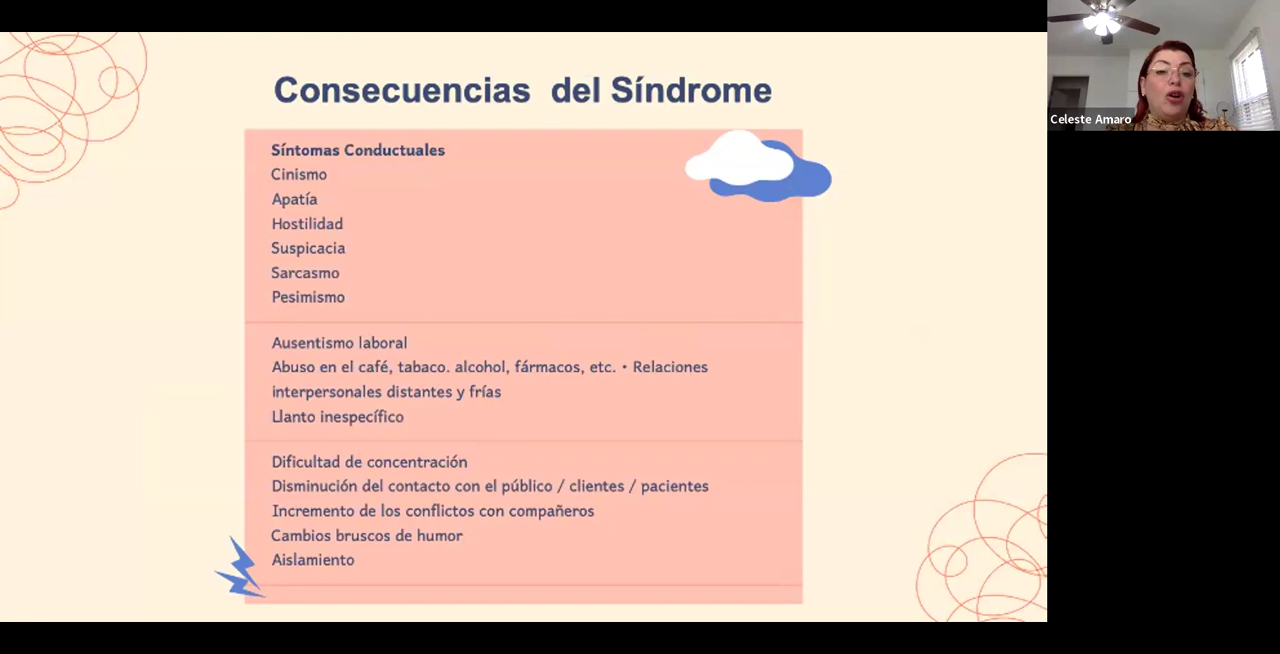 Consecuencias del Síndrome
Síntomas Conductuales
Cinismo
Apatía
Hostilidad
Suspicacia
Sarcasmo
Pesimismo
Ausentismo laboral
Abuso en el café, tabaco. alcohol, fármacos, etc. • Relaciones
interpersonales distantes y frías
Llanto inespecífico
Dificultad de concentración
Disminución del contacto con el público / clientes / pacientes
Incremento de los conflictos con compañeros
Cambios bruscos de humor
Aislamiento
Celeste Amaro